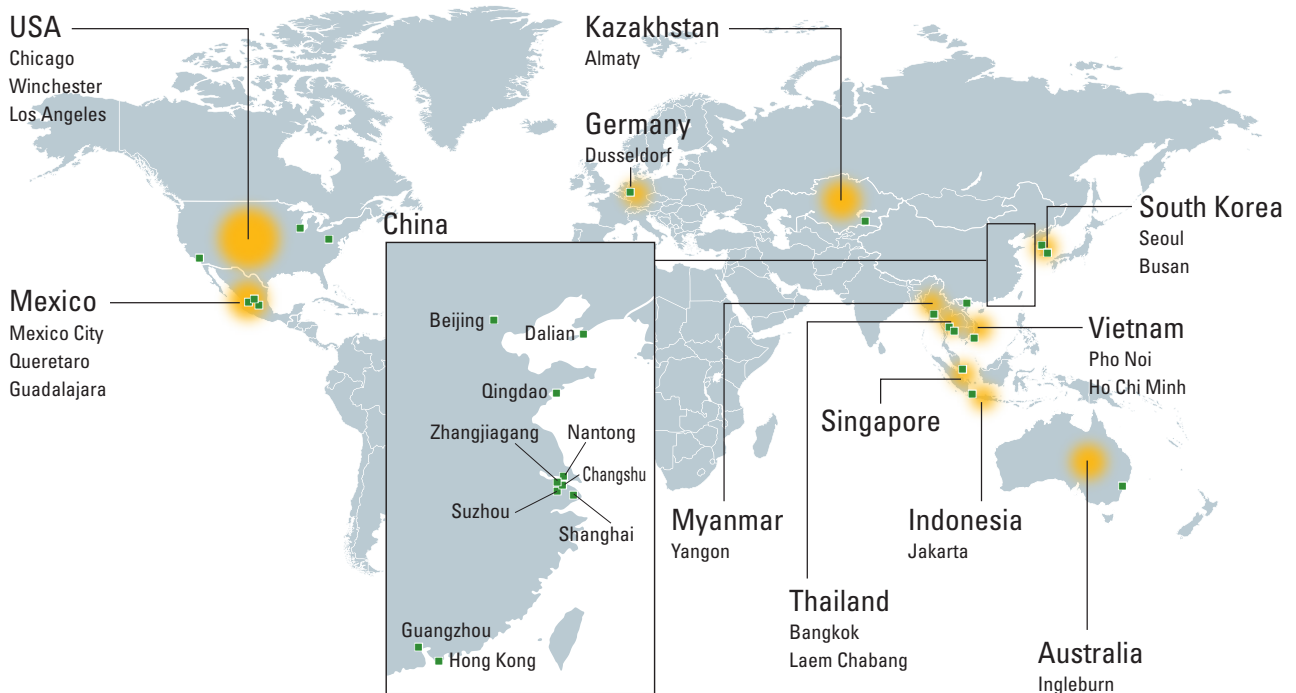 USA
Chicago
Winchester
Los Angeles
Mexico
Mexico City
Queretaro
Guadalajara
Kazakhstan
Almaty
Germany
Dusseldorf
China
Beijing
Dalian
Qingdao
Zhangjiagang
Nantong
Changshu
Suzhou
Shanghai
Guangzhou
Hong Kong
South Korea
Seoul
Busan
Vietnam
Pho Noi
Ho Chi Minh
Singapore
Myanmar
Yangon
Indonesia
Jakarta
Thailand
Bangkok
Laem Chabang
Australia
Ingleburn